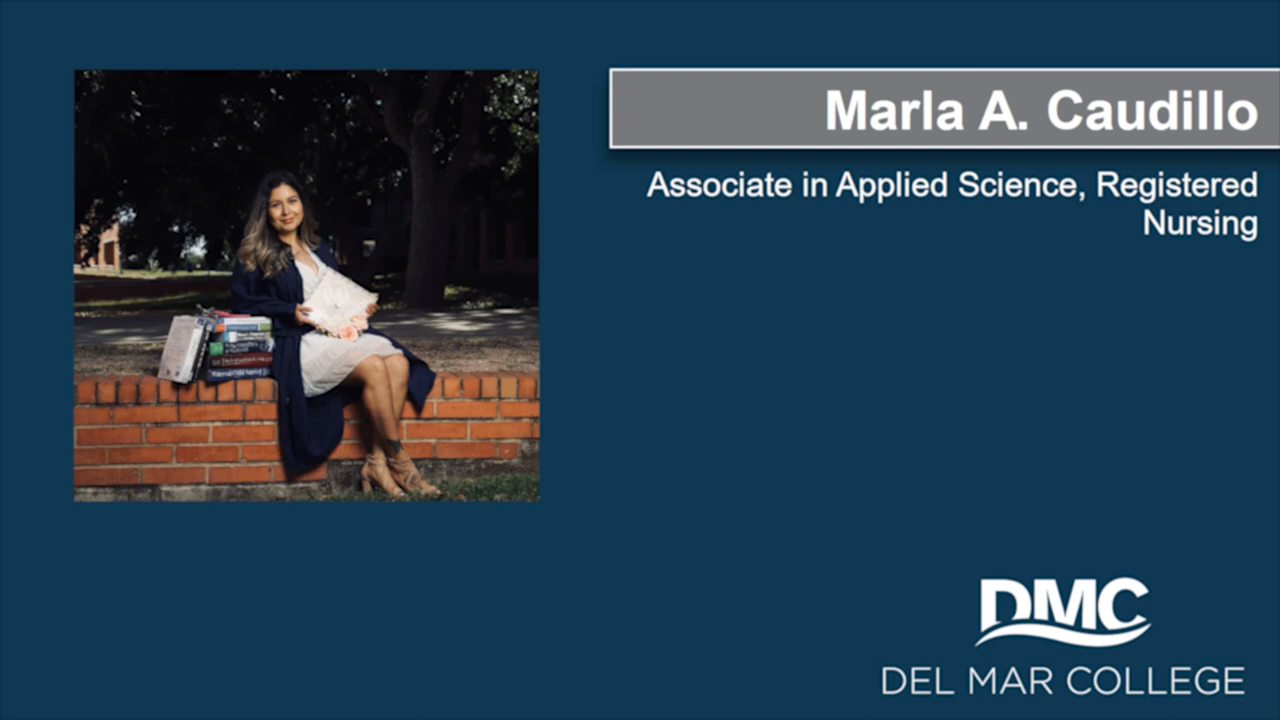 Marla A. Caudillo
Associate in Applied Science, Registered
Nursing
DMC
DEL MAR COLLEGE